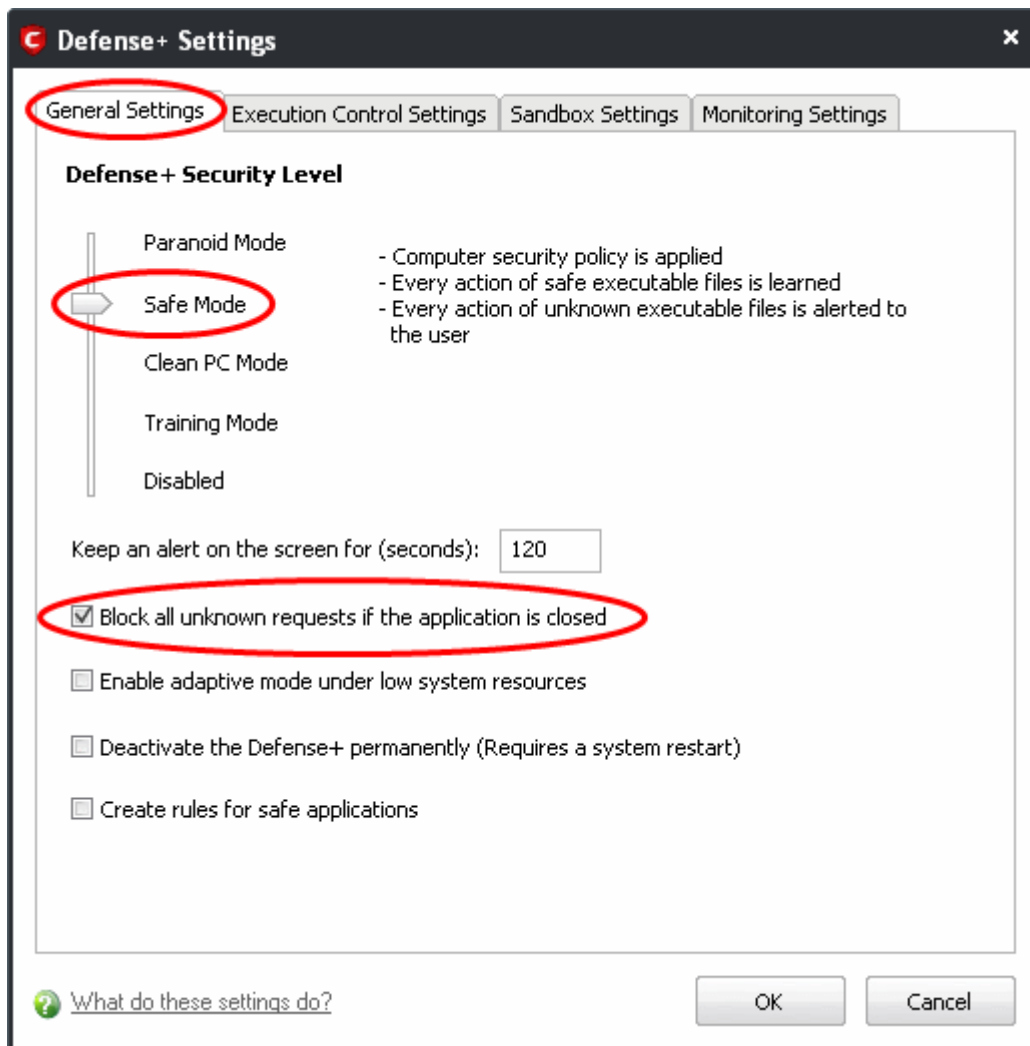 Defense+ Settings
General Settings
Execution Control Settings
Sandbox Settings
Monitoring Settings
Defense+ Security Level
Paranoid Mode
Safe Mode
Clean PC Mode
Training Mode
Disabled
- Computer security policy is applied
- Every action of safe executable files is learned
- Every action of unknown executable files is alerted to
the user
Keep an alert on the screen for (seconds): 120
Block all unknown requests if the application is closed
Enable adaptive mode under low system resources
Deactivate the Defense+ permanently (Requires a system restart)
Create rules for safe applications
What do these settings do?
OK
Cancel